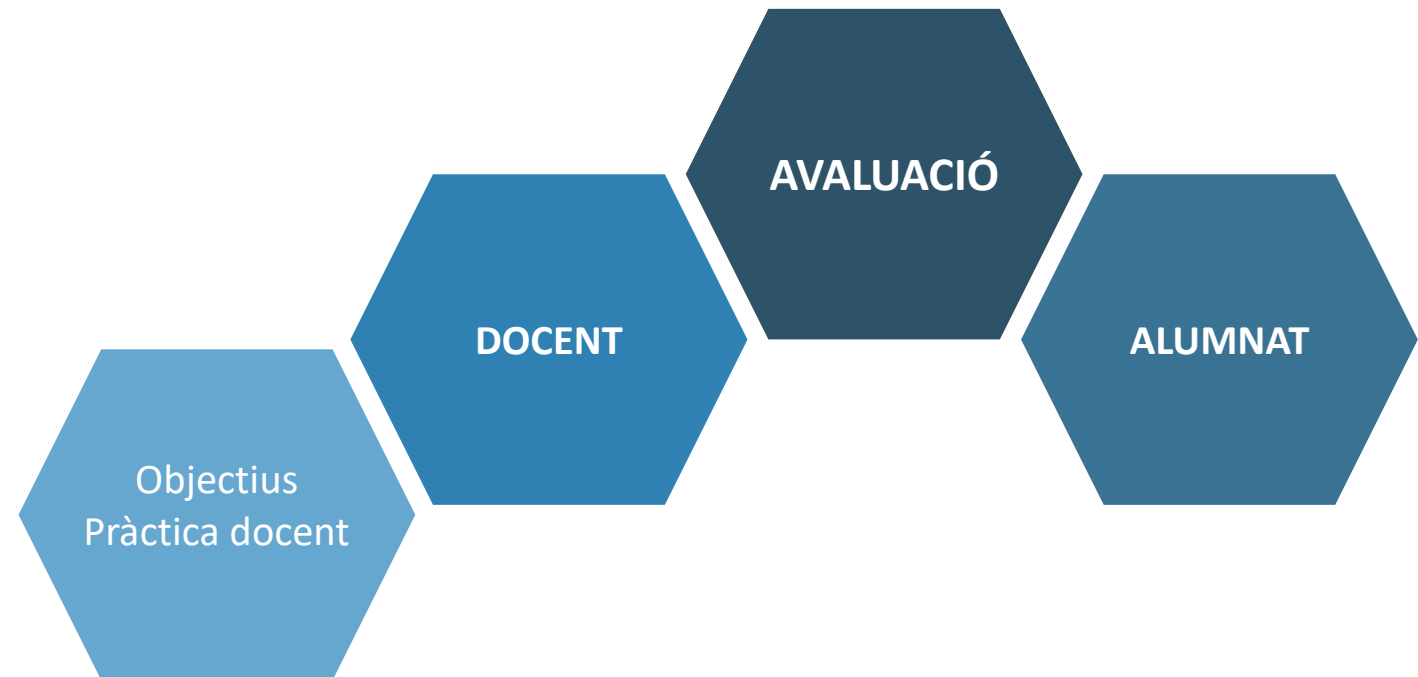 AVALUACIÓ
DOCENT
ALUMNAT
Objectius
Pràctica docent